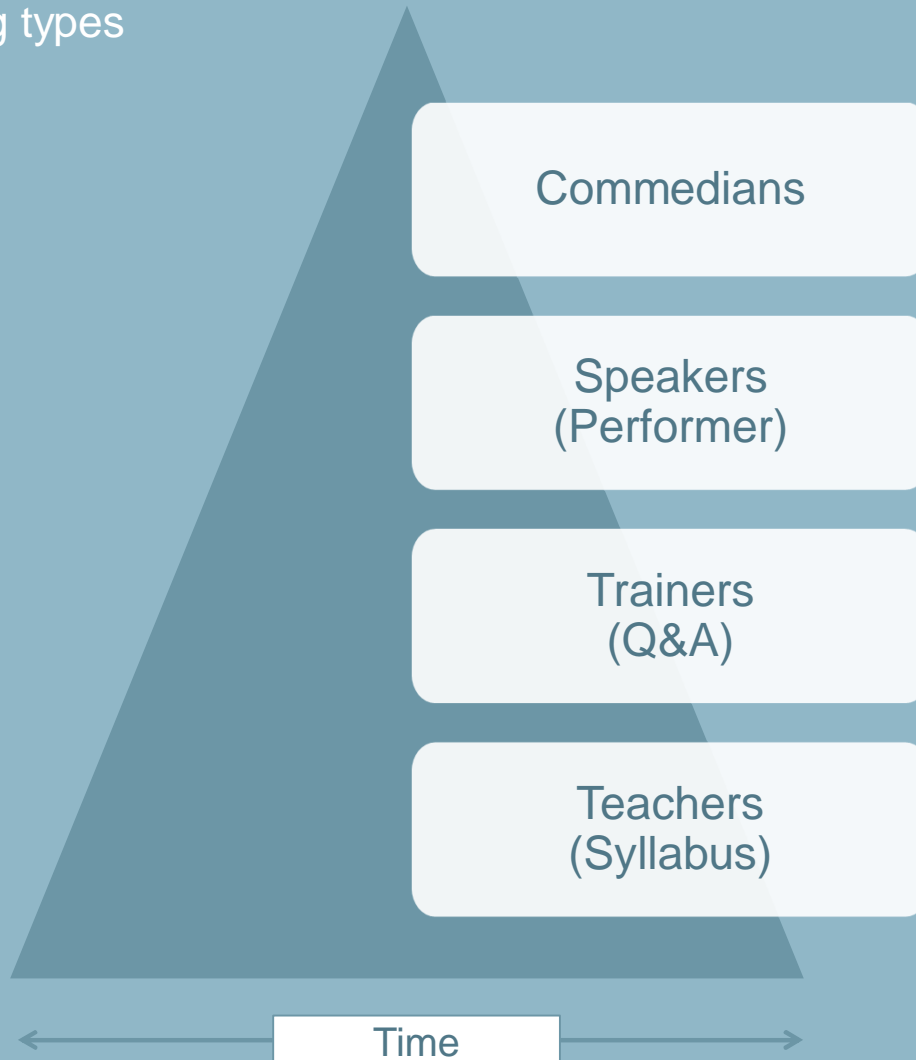 types
Commedians
Speakers
(Performer)
Trainers
(Q&A)
Teachers
(Syllabus)
Time